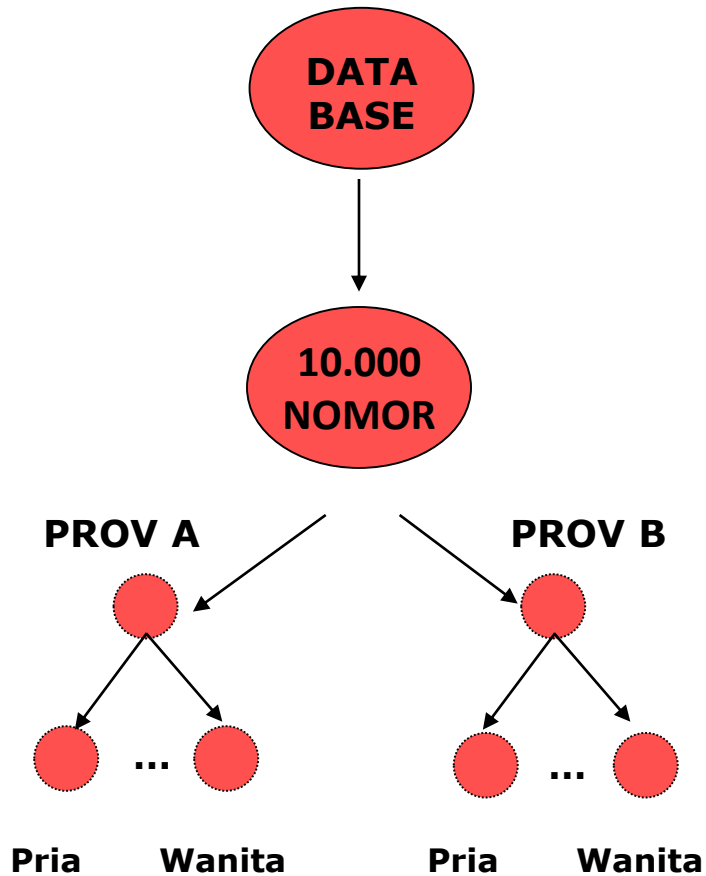 DATA
BASE
10.000
NOMOR
PROV A PROV B
... ...
Pria Wanita Pria Wanita